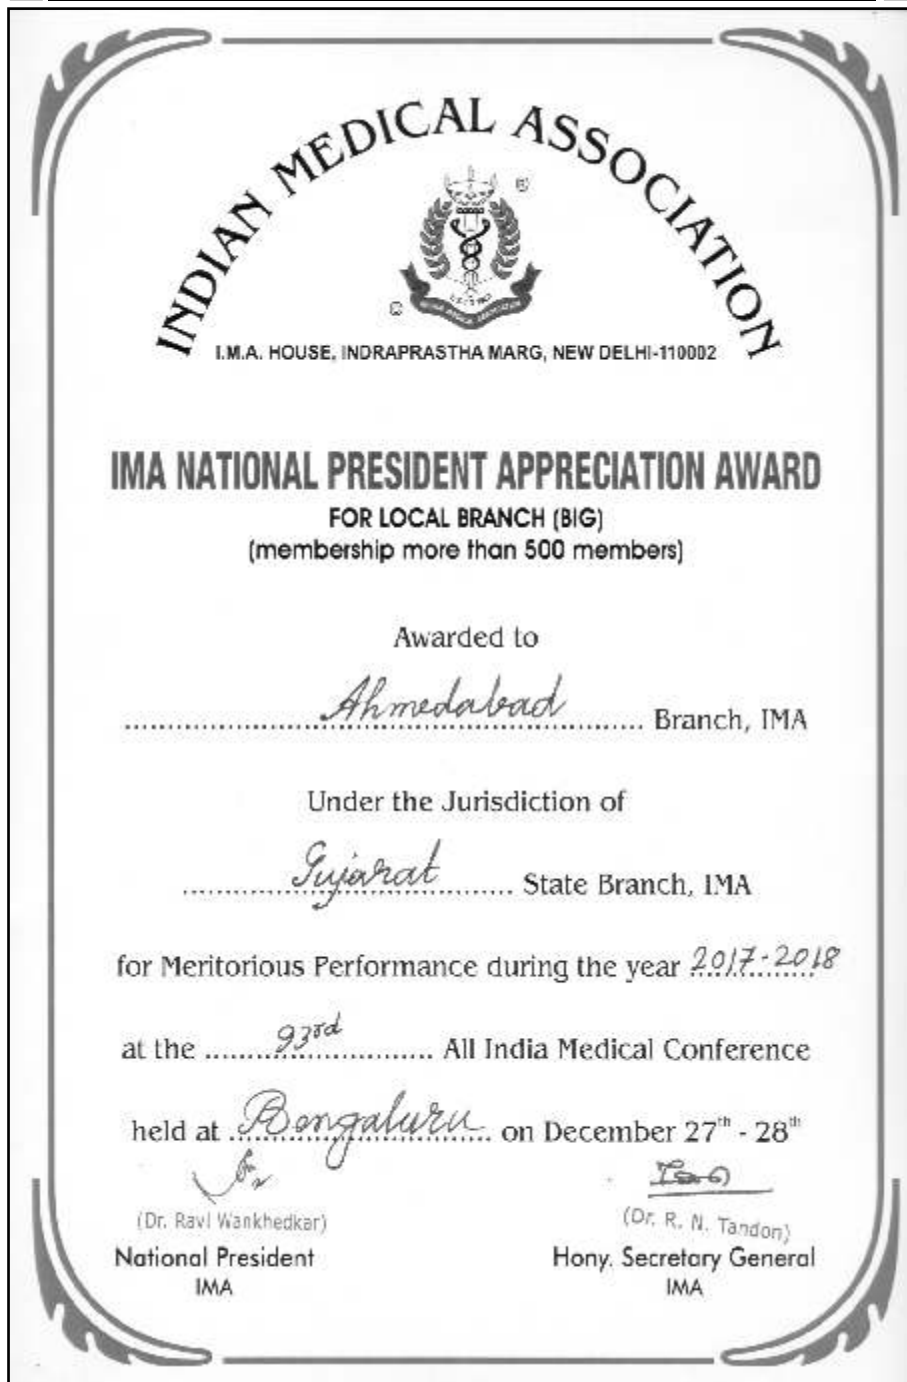 INDIAN MEDICAL ASSOCIATION
®
©
I.M.A. HOUSE, INDRAPRASTHA MARG, NEW DELHI-110002
IMA NATIONAL PRESIDENT APPRECIATION AWARD
FOR LOCAL BRANCH (BIG)
(membership more than 500 members)
Awarded to
Ahmedabad Branch, IMA
Under the Jurisdiction of
Gujarat State Branch, IMA
for Meritorious Performance during the year 2017-2018
at the 93rd All India Medical Conference
held at Bengaluru on December 27th - 28th
(Dr. Ravi Wankhedkar) (Dr. R. N. Tandon)
National President Hony. Secretary General
IMA IMA